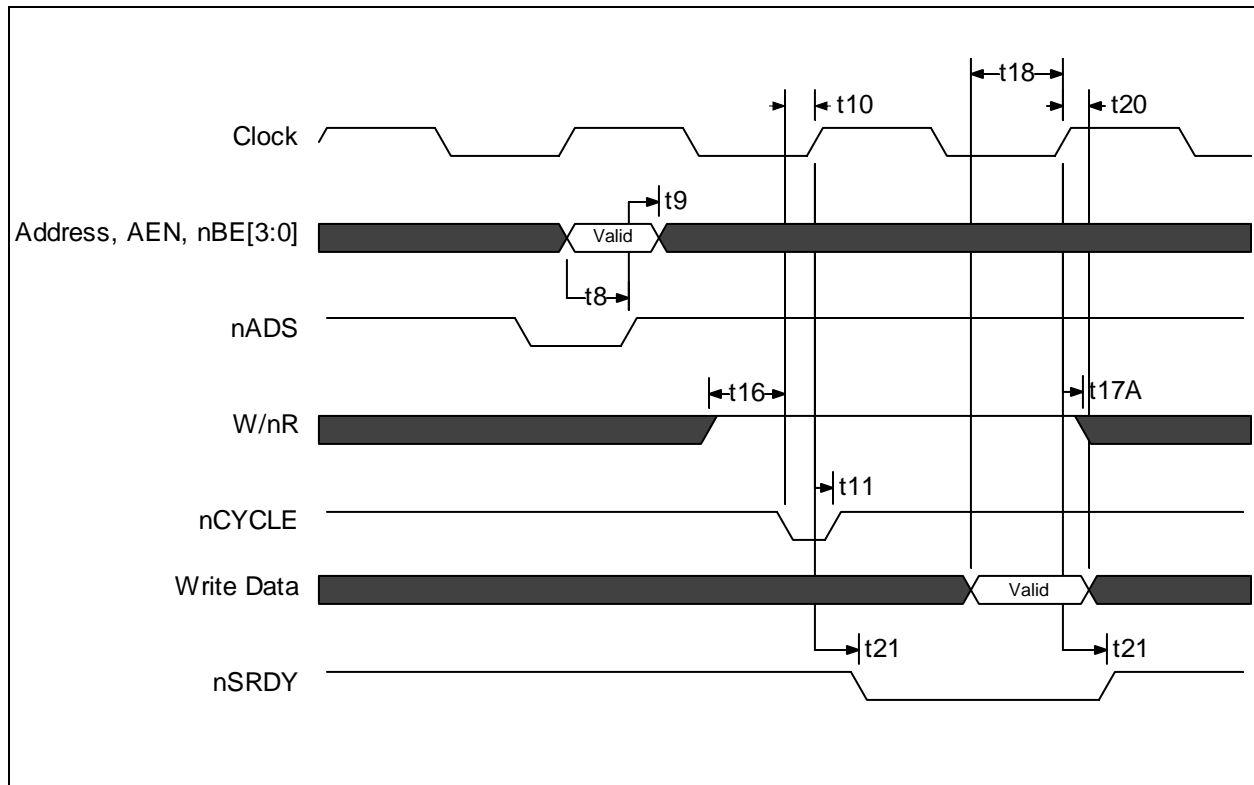 t18
t10
t20
Clock
t9
Address, AEN, nBE[3:0]
Valid
t8
nADS
t16
t17A
W/nR
t11
nCYCLE
Write Data
Valid
t21
t21
nSRDY